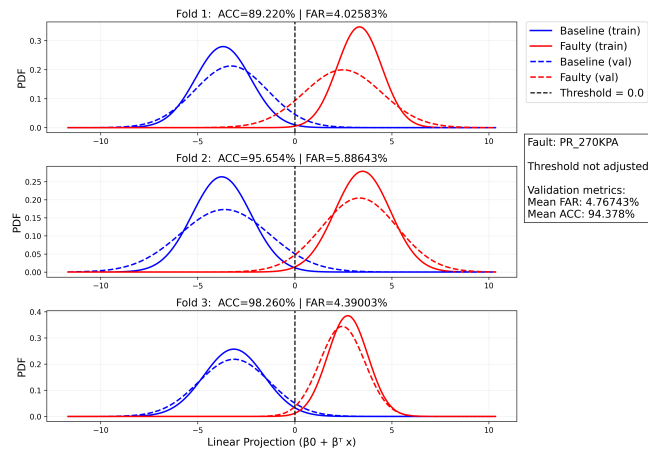 Fold 1:  ACC=89.220% | FAR=4.02583%
PDF
0.3
0.2
0.1
0.0
−10
−5
0
5
10
Baseline (train)
Faulty (train)
Baseline (val)
Faulty (val)
Threshold = 0.0
Fault: PR_270KPA
Threshold not adjusted
Validation metrics:
Mean FAR: 4.76743%
Mean ACC: 94.378%
Fold 2:  ACC=95.654% | FAR=5.88643%
PDF
0.25
0.20
0.15
0.10
0.05
0.00
−10
−5
0
5
10
Fold 3:  ACC=98.260% | FAR=4.39003%
PDF
0.4
0.3
0.2
0.1
0.0
−10
−5
0
5
10
Linear Projection (β0 + βᵀ x)